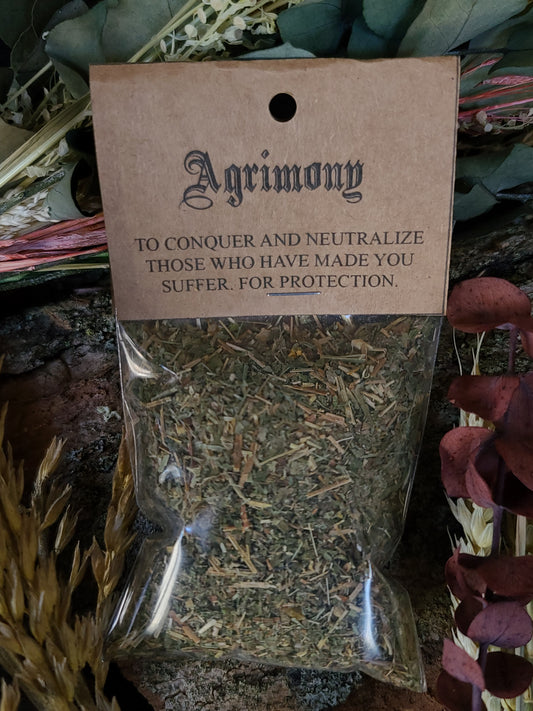 Agrimony
TO CONQUER AND NEUTRALIZE
THOSE WHO HAVE MADE YOU
SUFFER. FOR PROTECTION.